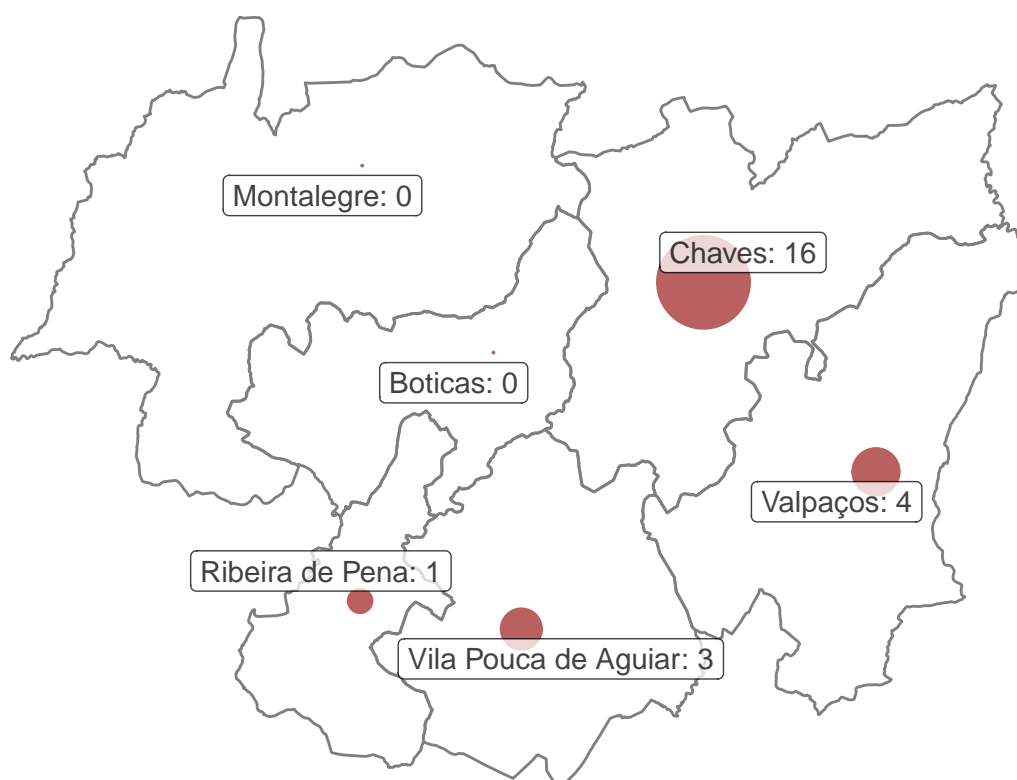 Montalegre: 0
Chaves: 16
Boticas: 0
Valpaços: 4
Ribeira de Pena: 1
Vila Pouca de Aguiar: 3